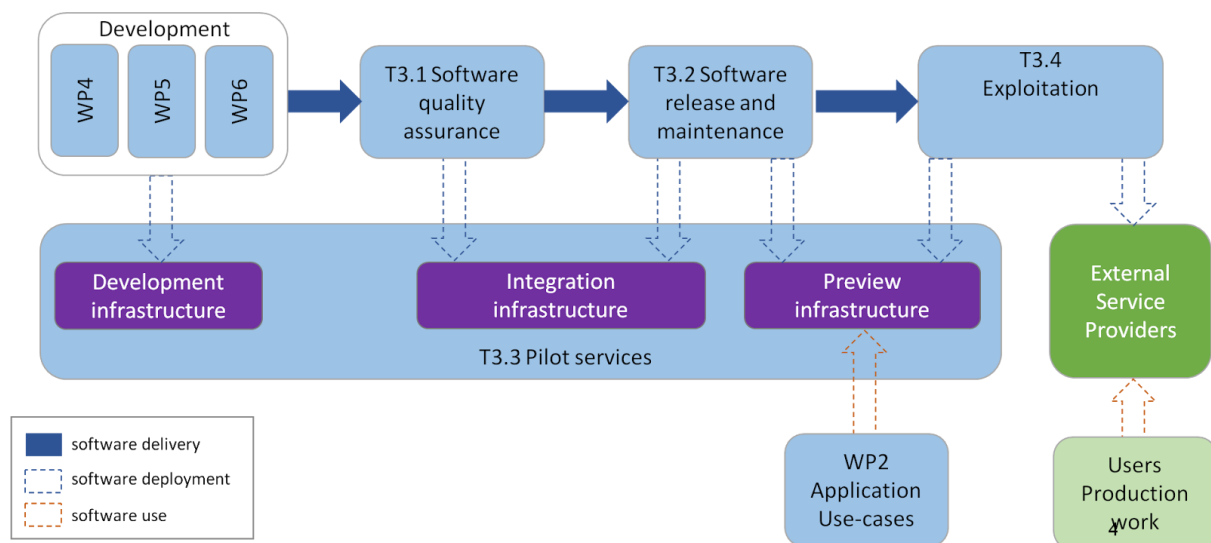 Development
WP4
WP5
WP6
T3.1 Software
quality
assurance
T3.2 Software
release and
maintenance
T3.4
Exploitation
Development
infrastructure
Integration
infrastructure
Preview
infrastructure
T3.3 Pilot services
External
Service
Providers
software delivery
software deployment
software use
WP2
Application
Use-cases
Users
Production
work
4